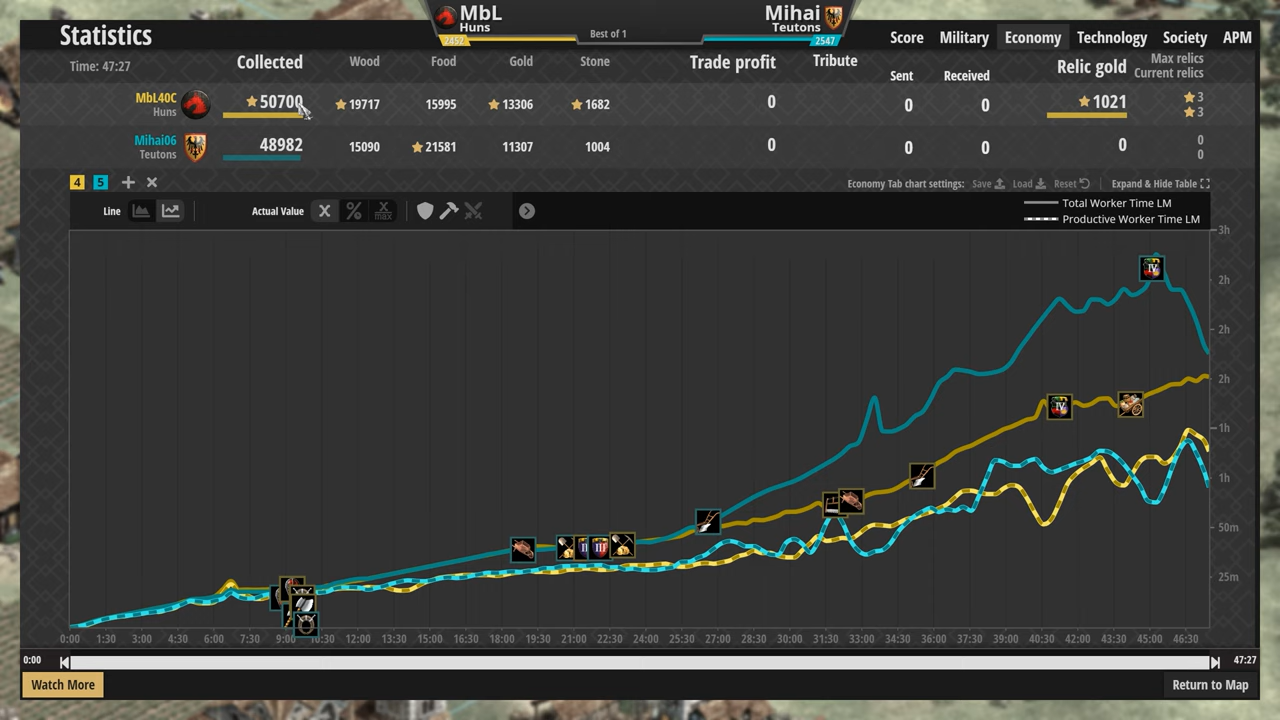 MbL
Huns
2452
Best of 1
Mihai
Teutons
2547
Statistics
Time: 47:27
Score Military Economy Technology Society APM
Collected Wood Food Gold Stone Trade profit Tribute Sent Received Relic gold Max relics Current relics
MbL40C
Huns
50700 19717 15995 13306 1682 0 0 0 1021 3 3
Mihai06
Teutons
48982 15090 21581 11307 1004 0 0 0 0 0 0
4 5 + ×
Economy Tab chart settings: Save Load Reset Expand & Hide Table
Line Actual Value X % X max
Total Worker Time LM
Productive Worker Time LM
3h
2h
2h
2h
1h
1h
50m
25m
IV
IV
II III
0:00 1:30 3:00 4:30 6:00 7:30 9:00 10:30 12:00 13:30 15:00 16:30 18:00 19:30 21:00 22:30 24:00 25:30 27:00 28:30 30:00 31:30 33:00 34:30 36:00 37:30 39:00 40:30 42:00 43:30 45:00 46:30
0:00 47:27
Watch More Return to Map